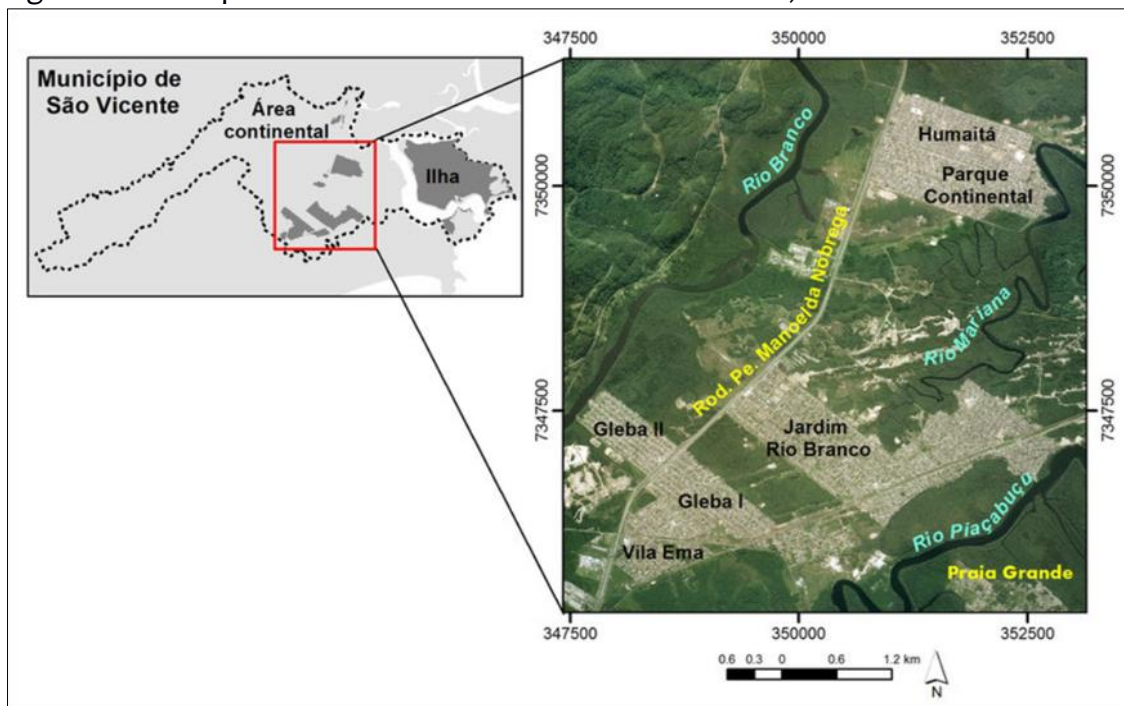 Município de
São Vicente
Área
continental
Ilha
347500
350000
352500
7350000
7350000
7347500
7347500
Rio Branco
Humaitá
Parque
Continental
Rod. Pe. Manoelda Nóbrega
Rio Mariana
Gleba II
Jardim
Rio Branco
Gleba I
Vila Ema
Rio Piaçabuçu
Praia Grande
347500
350000
352500
0.6 0.3 0 0.6 1.2 km
N